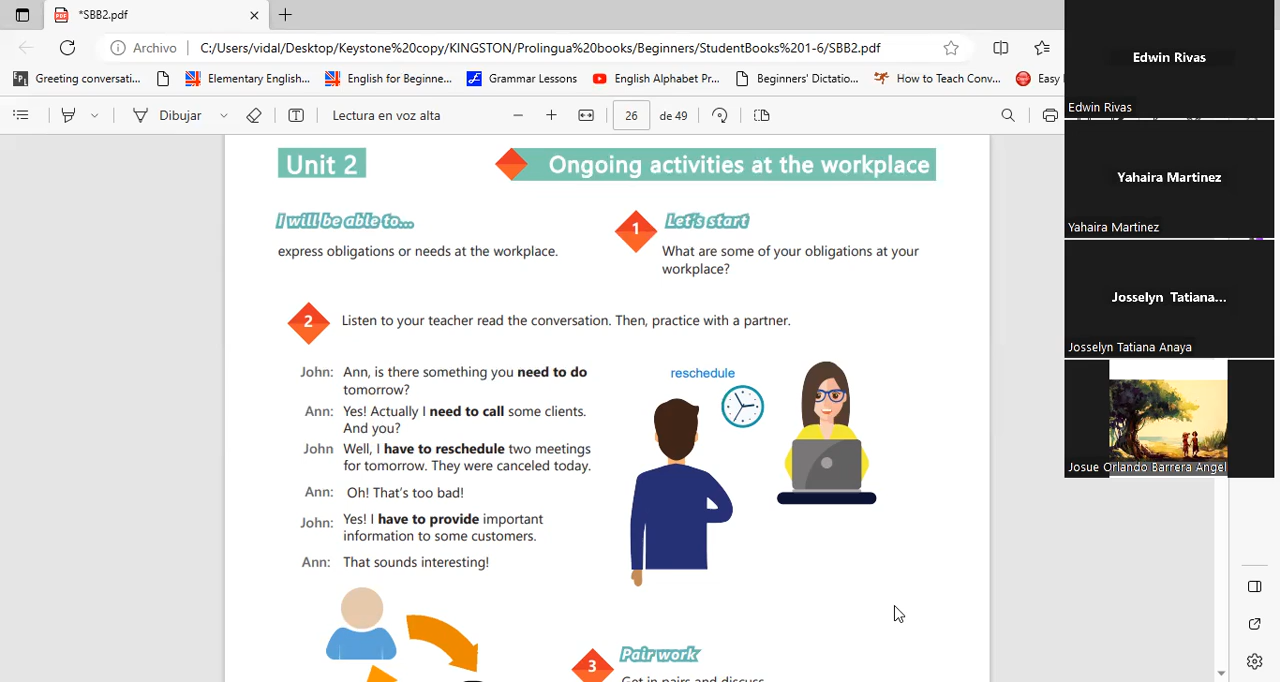 *SBB2.pdf
Archivo
C:/Users/vidal/Desktop/Keystone%20copy/KINGSTON/Prolingua%20books/Beginners/StudentBooks%201-6/SBB2.pdf
Greeting conversati...
Elementary English...
English for Beginne...
Grammar Lessons
English Alphabet Pr...
Beginners' Dictatio...
How to Teach Conv...
Easy
Dibujar
Lectura en voz alta
26
de 49
Unit 2
Ongoing activities at the workplace
I will be able to...
express obligations or needs at the workplace.
1
Let's start
What are some of your obligations at your
workplace?
2
Listen to your teacher read the conversation. Then, practice with a partner.
John: Ann, is there something you need to do
tomorrow?
Ann: Yes! Actually I need to call some clients.
And you?
John Well, I have to reschedule two meetings
for tomorrow. They were canceled today.
Ann: Oh! That's too bad!
John: Yes! I have to provide important
information to some customers.
Ann: That sounds interesting!
reschedule
3
Pair work
Get in pairs and discuss
Edwin Rivas
Edwin Rivas
Yahaira Martinez
Yahaira Martinez
Josselyn Tatiana...
Josselyn Tatiana Anaya
Josue Orlando Barrera Angel